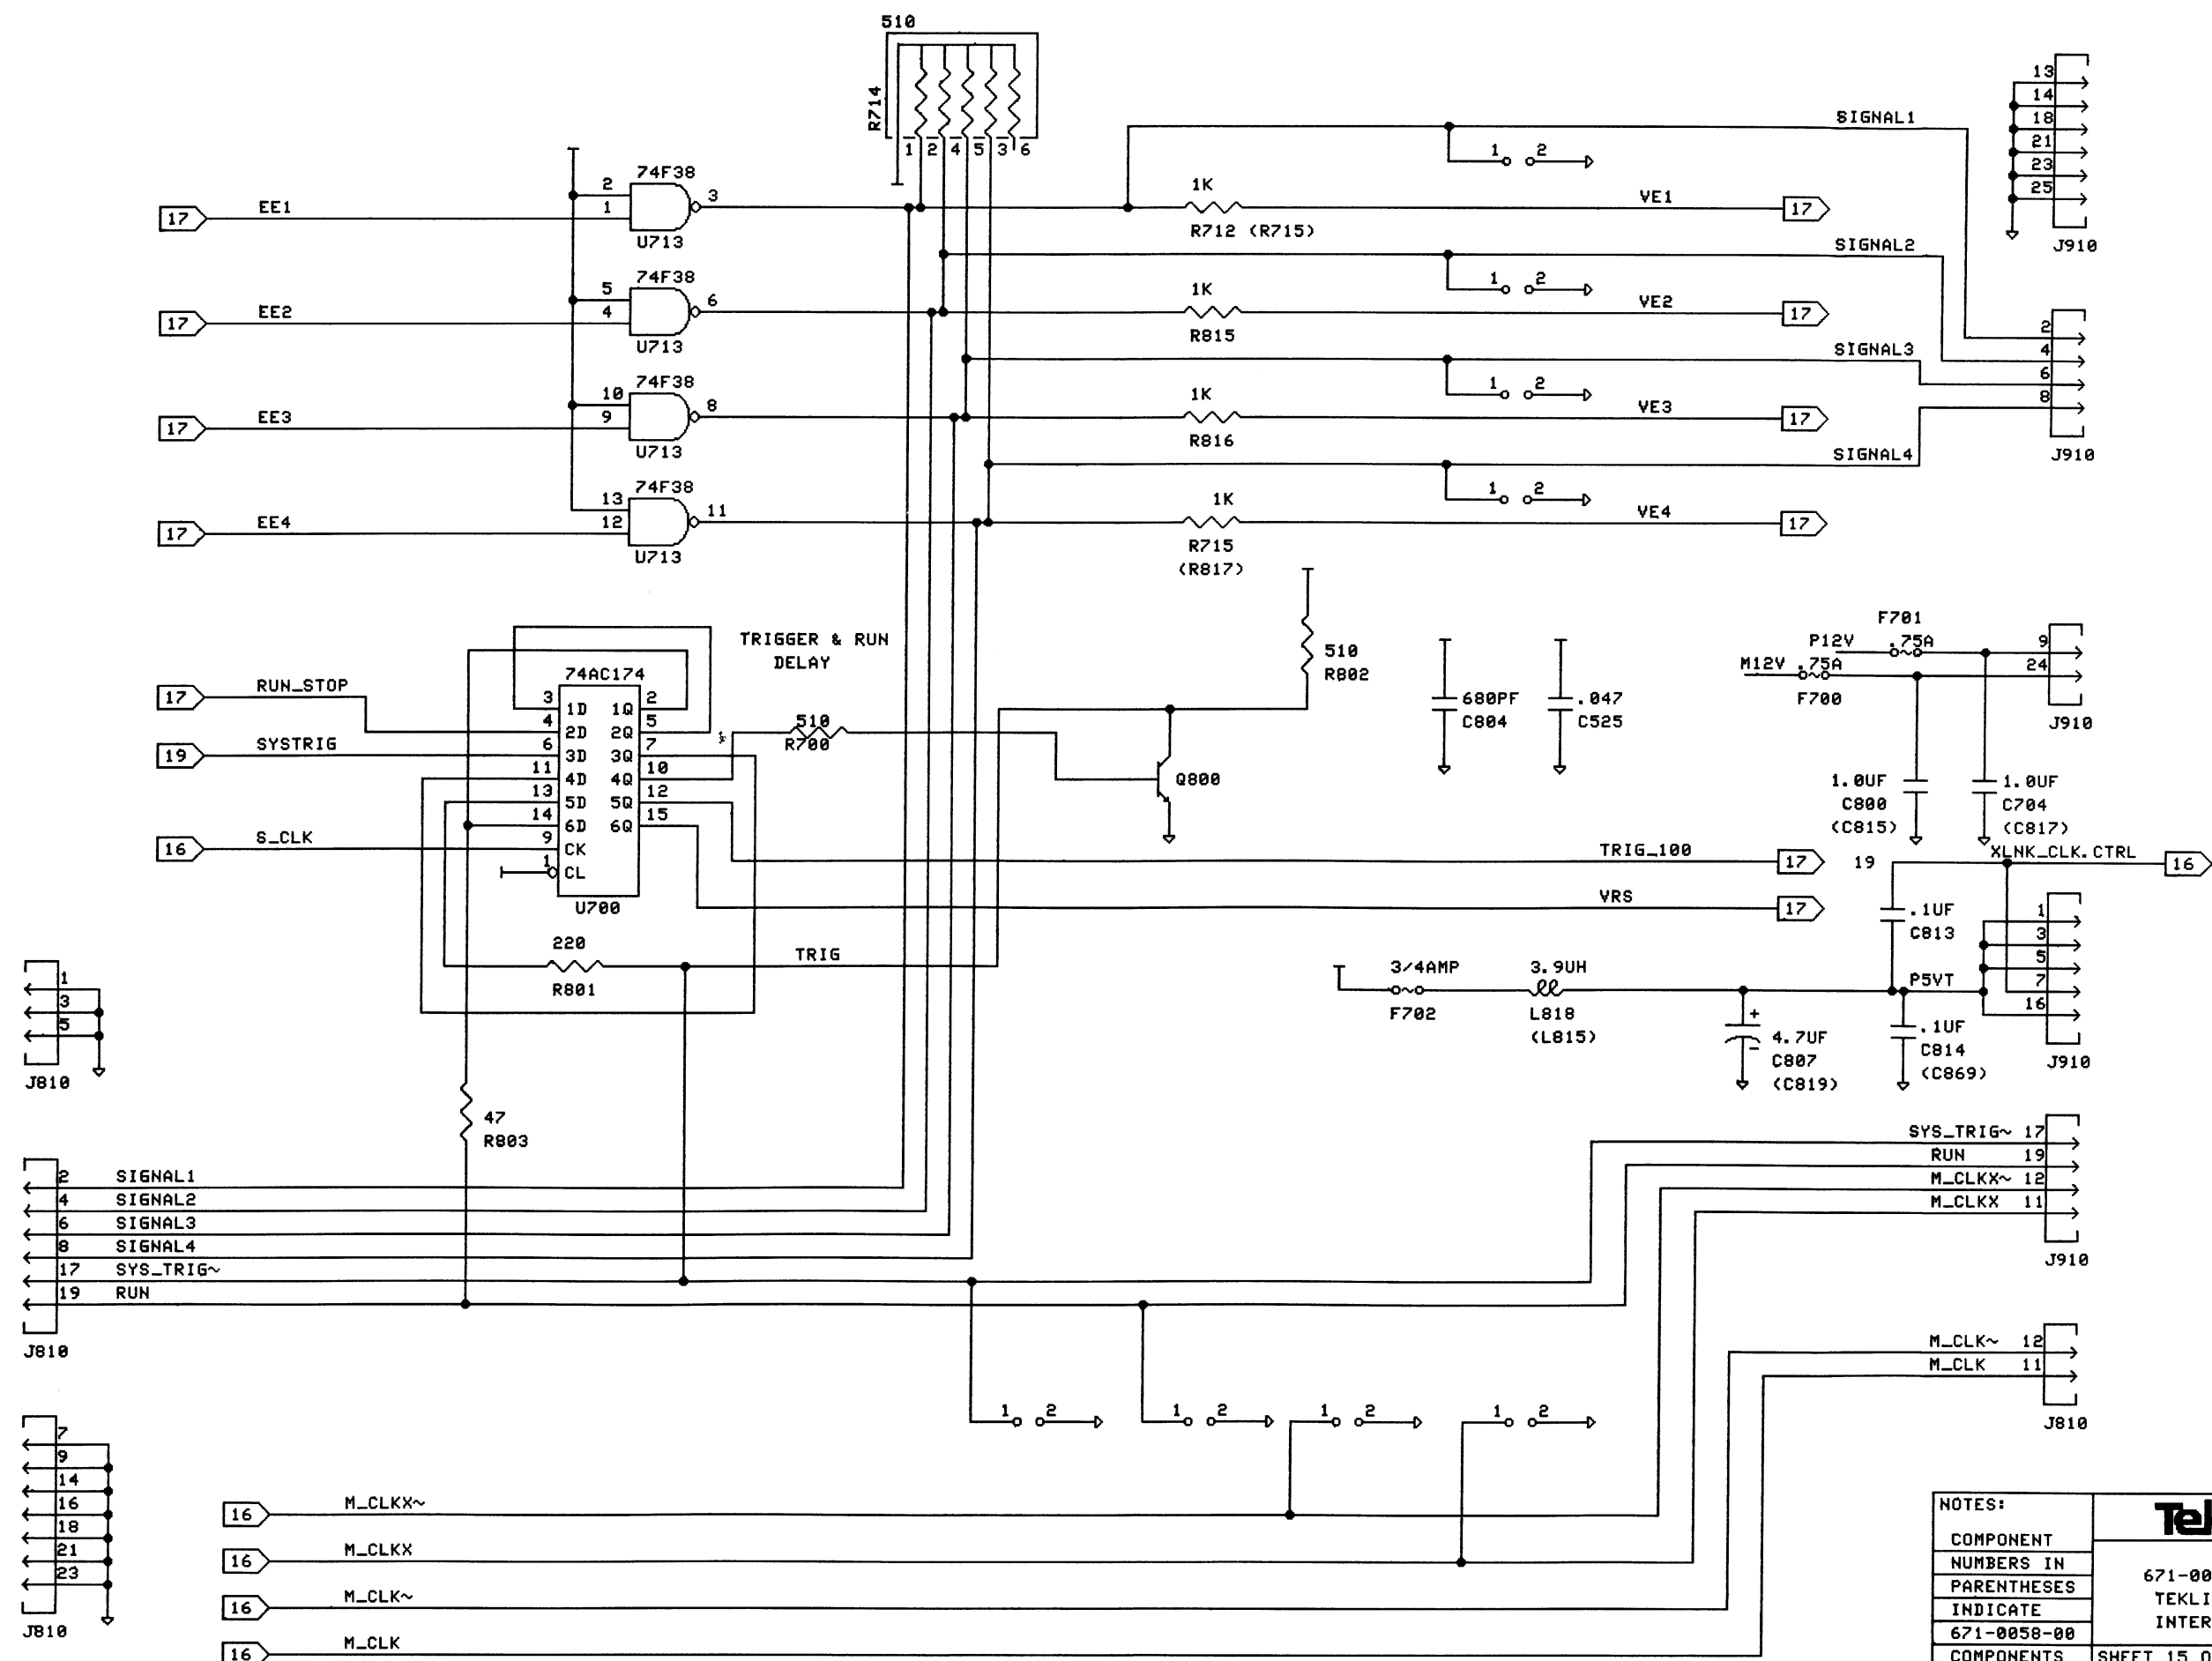 510
R714
1 2 4 5 3 6
13
14
18
21
23
25
J910
SIGNAL1
1 2
17 EE1
2
1
74F38
3
U713
1K
R712 (R715)
VE1 17
SIGNAL2
1 2
17 EE2
5
4
74F38
6
U713
1K
R815
VE2 17
SIGNAL3
1 2
17 EE3
10
9
74F38
8
U713
1K
R816
VE3 17
SIGNAL4
1 2
2
4
6
8
J910
17 EE4
13
12
74F38
11
U713
1K
R715
(R817)
VE4 17
TRIGGER & RUN
DELAY
17 RUN_STOP
19 SYSTRIG
16 S_CLK
74AC174
3 1D 1Q 2
4 2D 2Q 5
6 3D 3Q 7
11 4D 4Q 10
13 5D 5Q 12
14 6D 6Q 15
9 CK
1 CL
U700
510
R700
510
R802
Q800
680PF
C804
.047
C525
F701
P12V .75A
M12V .75A
F700
9
24
J910
1.0UF
C800
(C815)
1.0UF
C704
(C817)
TRIG_100 17 19
XLNK_CLK.CTRL 16
VRS 17
.1UF
C813
1
3
5
7
16
J910
220
R801
TRIG
3/4AMP
F702
3.9UH
L818
(L815)
P5VT
+
-
4.7UF
C807
(C819)
.1UF
C814
(C869)
1
3
5
J810
47
R803
2 SIGNAL1
4 SIGNAL2
6 SIGNAL3
8 SIGNAL4
17 SYS_TRIG~
19 RUN
J810
SYS_TRIG~ 17
RUN 19
M_CLKX~ 12
M_CLKX 11
J910
M_CLK~ 12
M_CLK 11
J810
1 2
1 2
1 2
1 2
7
9
14
16
18
21
23
J810
16 M_CLKX~
16 M_CLKX
16 M_CLK~
16 M_CLK
NOTES:
COMPONENT
NUMBERS IN
PARENTHESES
INDICATE
671-0058-00
COMPONENTS
Tel
671-00
TEKLI
INTER
SHEET 15 O